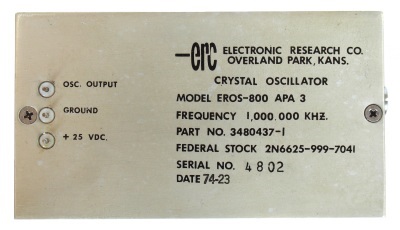 OSC. OUTPUT
GROUND
+ 25 VDC.
erc ELECTRONIC RESEARCH CO.
OVERLAND PARK, KANS.
CRYSTAL OSCILLATOR
MODEL EROS-800 APA 3
FREQUENCY 1,000.000 KHZ.
PART NO. 3480437-1
FEDERAL STOCK 2N6625-999-7041
SERIAL NO. 4802
DATE 74-23